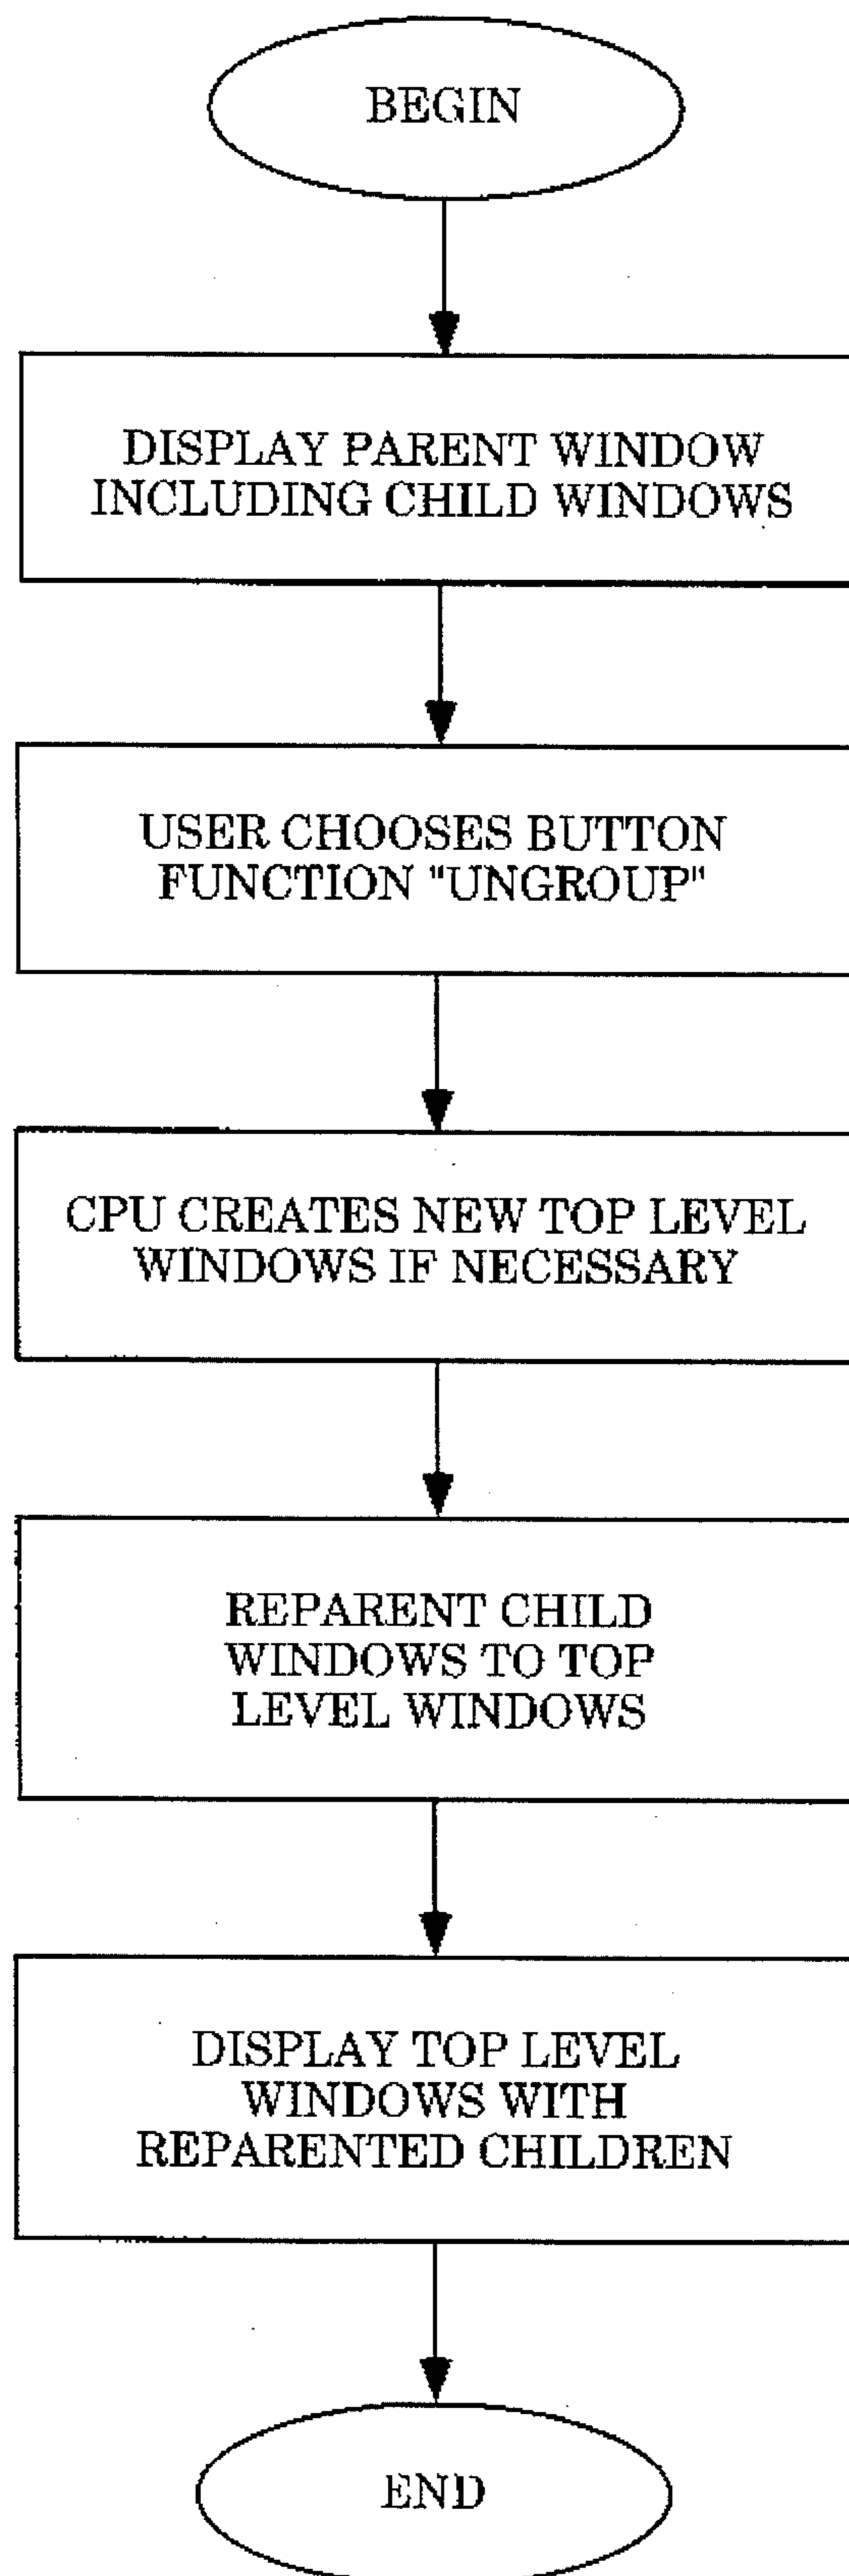 BEGIN
DISPLAY PARENT WINDOW
INCLUDING CHILD WINDOWS
USER CHOOSES BUTTON
FUNCTION "UNGROUP"
CPU CREATES NEW TOP LEVEL
WINDOWS IF NECESSARY
REPARENT CHILD
WINDOWS TO TOP
LEVEL WINDOWS
DISPLAY TOP LEVEL
WINDOWS WITH
REPARENTED CHILDREN
END